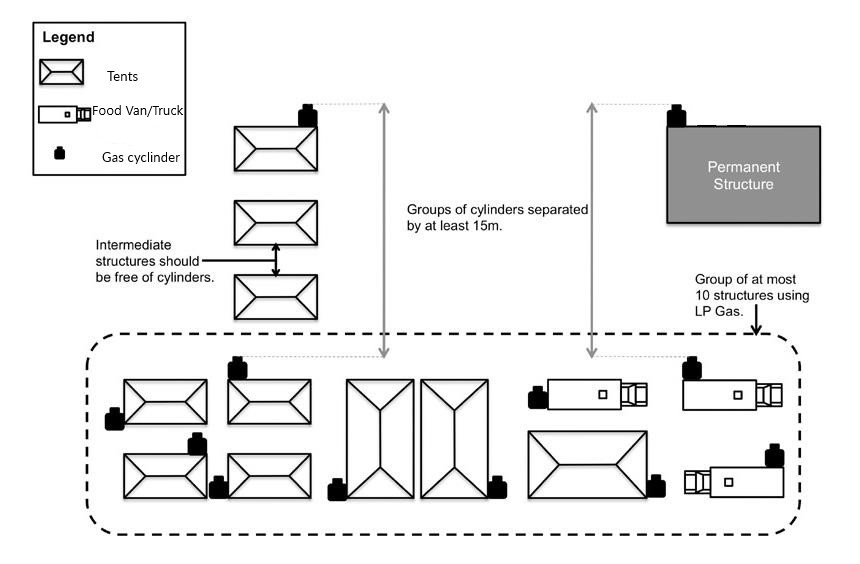 Legend
Tents
Food Van/Truck
Gas cyclinder
Permanent
Structure
Groups of cylinders separated
by at least 15m.
Intermediate
structures should
be free of cylinders.
Group of at most
10 structures using
LP Gas.